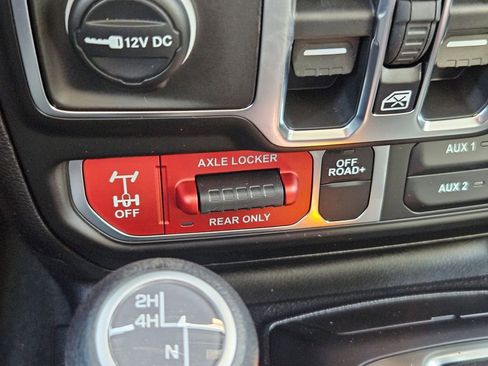 12V DC
AXLE LOCKER
OFF
ROAD+
AUX 1
AUX 2
OFF
REAR ONLY
2H
4H
N